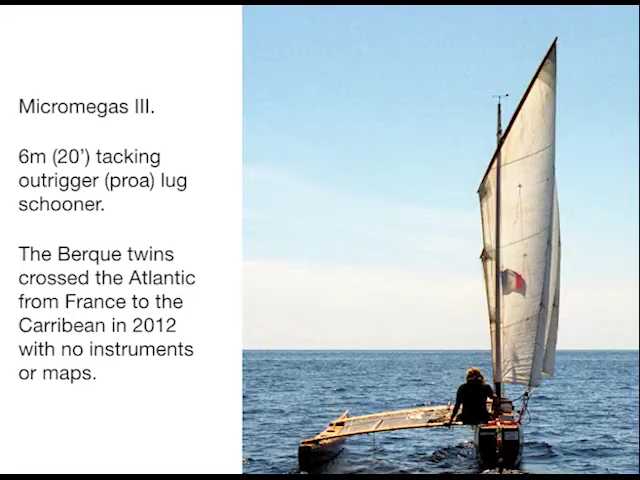 Micromegas III.
6m (20') tacking
outrigger (proa) lug
schooner.
The Berque twins
crossed the Atlantic
from France to the
Carribean in 2012
with no instruments
or maps.